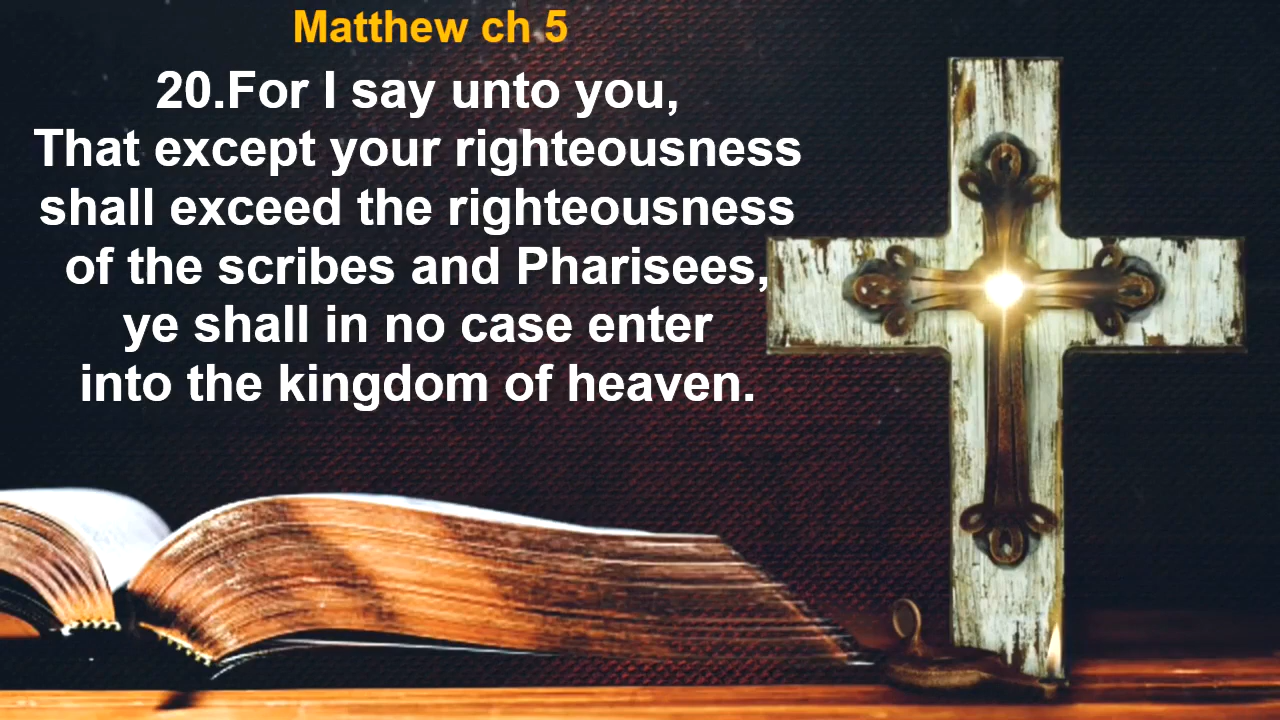 Matthew ch 5
20.For I say unto you,
That except your righteousness
shall exceed the righteousness
of the scribes and Pharisees,
ye shall in no case enter
into the kingdom of heaven.